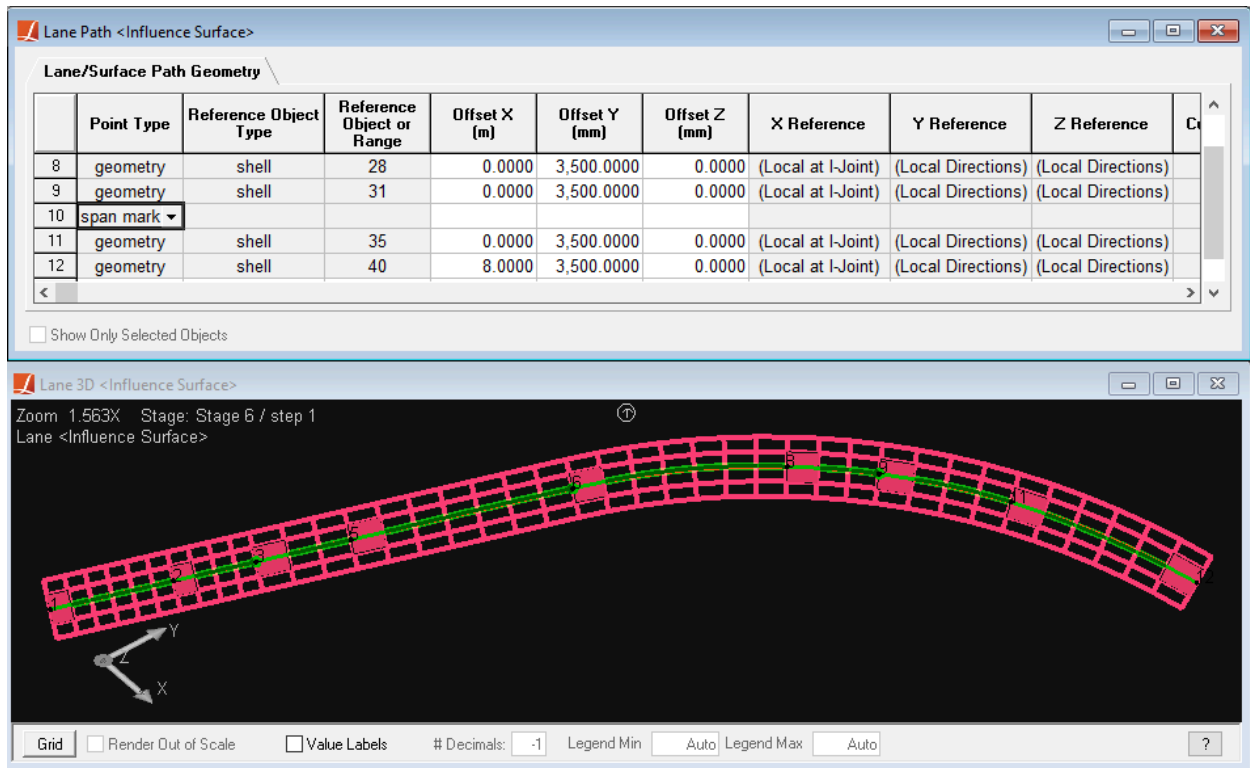 Lane Path <Influence Surface>
Lane/Surface Path Geometry
Point Type Reference Object Type Reference Object or Range Offset X (m) Offset Y (mm) Offset Z (mm) X Reference Y Reference Z Reference Cu
8 geometry shell 28 0.0000 3,500.0000 0.0000 (Local at I-Joint) (Local Directions) (Local Directions)
9 geometry shell 31 0.0000 3,500.0000 0.0000 (Local at I-Joint) (Local Directions) (Local Directions)
10 span mark
11 geometry shell 35 0.0000 3,500.0000 0.0000 (Local at I-Joint) (Local Directions) (Local Directions)
12 geometry shell 40 8.0000 3,500.0000 0.0000 (Local at I-Joint) (Local Directions) (Local Directions)
Show Only Selected Objects
Lane 3D <Influence Surface>
Zoom 1.563X Stage: Stage 6 / step 1
Lane <Influence Surface>
1 2 3 5 6 8 9 11 12
Y
Z
X
Grid Render Out of Scale Value Labels # Decimals: -1 Legend Min Auto Legend Max Auto ?